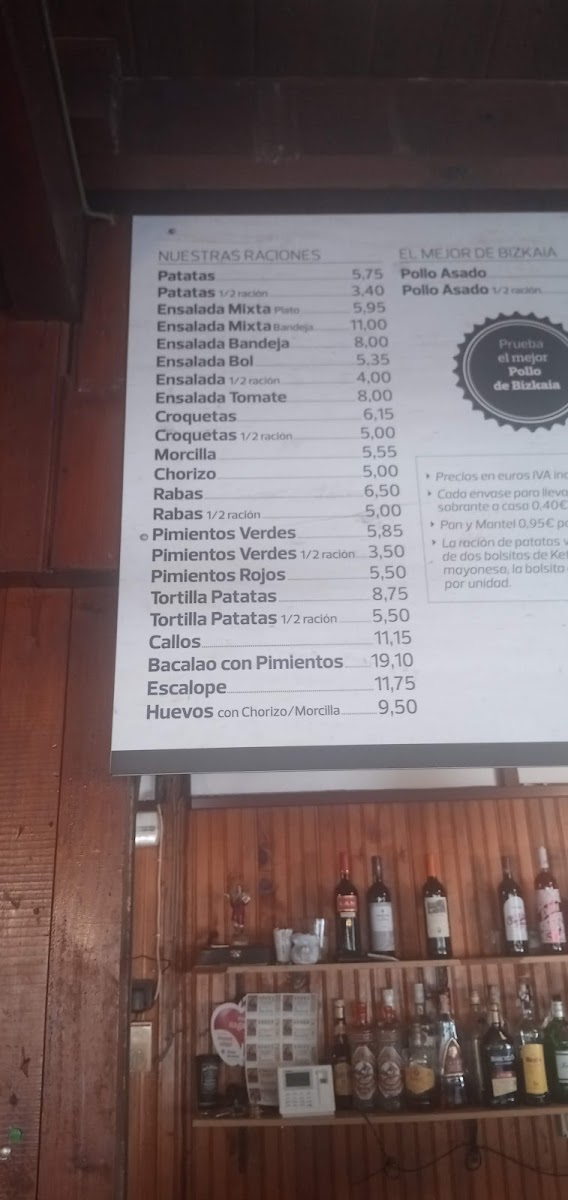 NUESTRAS RACIONES
Patatas 5,75
Patatas 1/2 ración 3,40
Ensalada Mixta Plato 5,95
Ensalada Mixta Bandeja 11,00
Ensalada Bandeja 8,00
Ensalada Bol 5,35
Ensalada 1/2 ración 4,00
Ensalada Tomate 8,00
Croquetas 6,15
Croquetas 1/2 ración 5,00
Morcilla 5,55
Chorizo 5,00
Rabas 6,50
Rabas 1/2 ración 5,00
Pimientos Verdes 5,85
Pimientos Verdes 1/2 ración 3,50
Pimientos Rojos 5,50
Tortilla Patatas 8,75
Tortilla Patatas 1/2 ración 5,50
Callos 11,15
Bacalao con Pimientos 19,10
Escalope 11,75
Huevos con Chorizo/Morcilla 9,50
EL MEJOR DE BIZKAIA
Pollo Asado
Pollo Asado 1/2 ración
Prueba
el mejor
Pollo
de Bizkaia
Precios en euros IVA
Cada envase para
sobrante a casa 0,40€
Pan y Mantel 0,95€
La ración de patatas
de dos bolsitas de
mayonesa, la bolsita
por unidad.